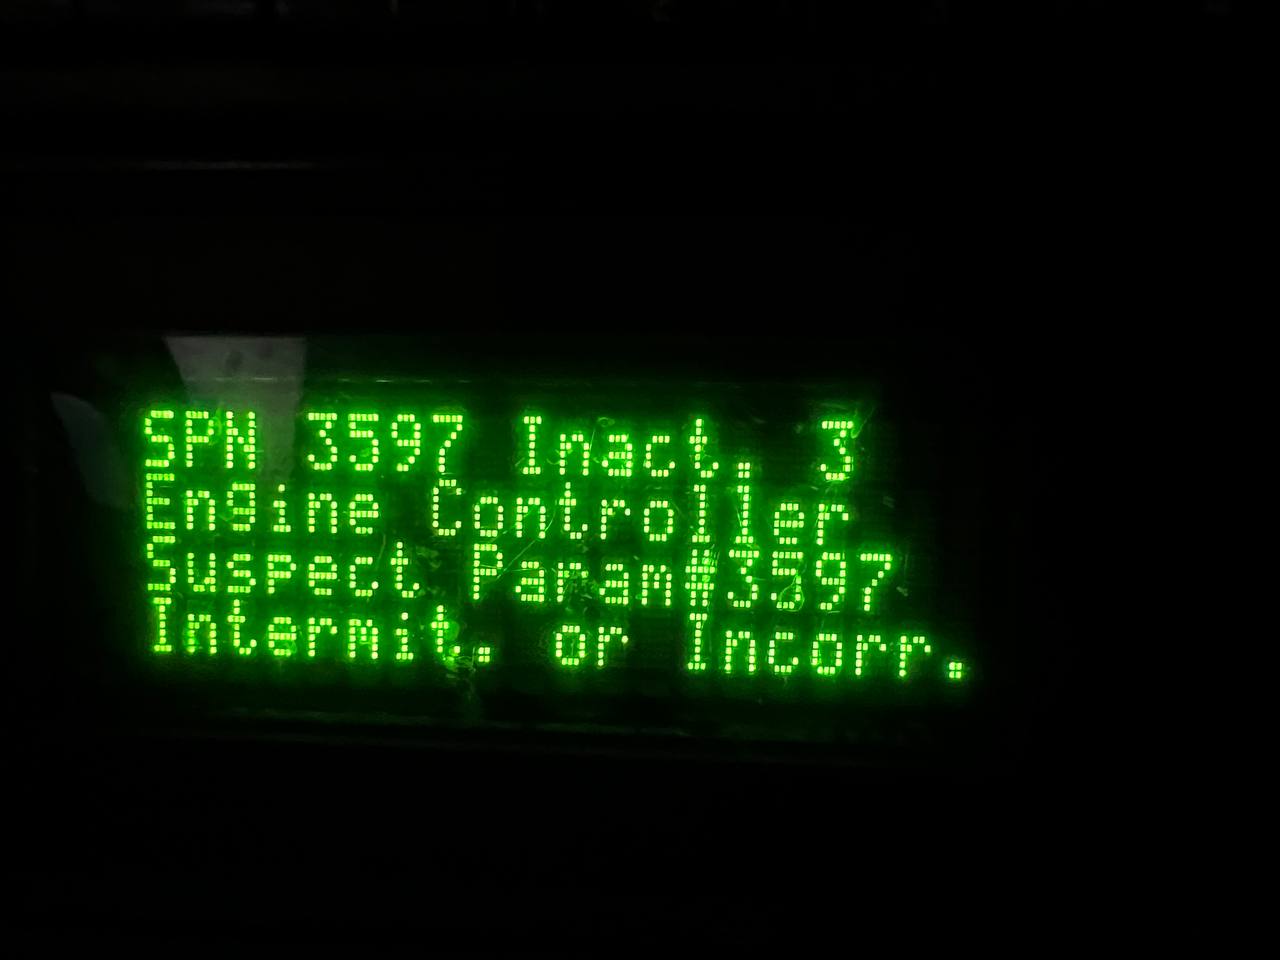 SPN 3597 Inact. 3
Engine Controller
Suspect Param#3597
Intermit. or Incorr.